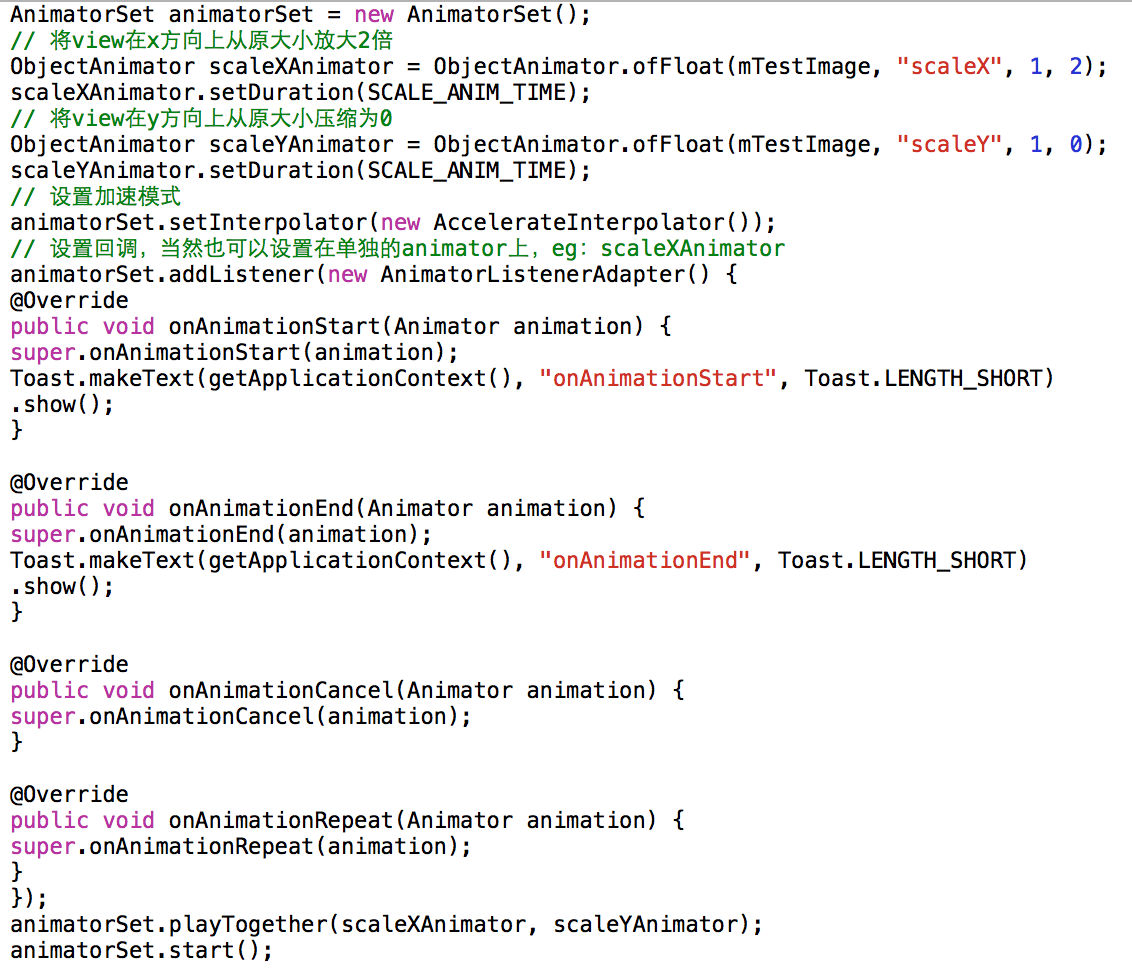 AnimatorSet animatorSet = new AnimatorSet();
// 将view在x方向上从原大小放大2倍
ObjectAnimator scaleXAnimator = ObjectAnimator.ofFloat(mTestImage, "scaleX", 1, 2);
scaleXAnimator.setDuration(SCALE_ANIM_TIME);
// 将view在y方向上从原大小压缩为0
ObjectAnimator scaleYAnimator = ObjectAnimator.ofFloat(mTestImage, "scaleY", 1, 0);
scaleYAnimator.setDuration(SCALE_ANIM_TIME);
// 设置加速模式
animatorSet.setInterpolator(new AccelerateInterpolator());
// 设置回调，当然也可以设置在单独的animator上，eg：scaleXAnimator
animatorSet.addListener(new AnimatorListenerAdapter() {
@Override
public void onAnimationStart(Animator animation) {
super.onAnimationStart(animation);
Toast.makeText(getApplicationContext(), "onAnimationStart", Toast.LENGTH_SHORT)
.show();
}

@Override
public void onAnimationEnd(Animator animation) {
super.onAnimationEnd(animation);
Toast.makeText(getApplicationContext(), "onAnimationEnd", Toast.LENGTH_SHORT)
.show();
}

@Override
public void onAnimationCancel(Animator animation) {
super.onAnimationCancel(animation);
}

@Override
public void onAnimationRepeat(Animator animation) {
super.onAnimationRepeat(animation);
}
});
animatorSet.playTogether(scaleXAnimator, scaleYAnimator);
animatorSet.start();